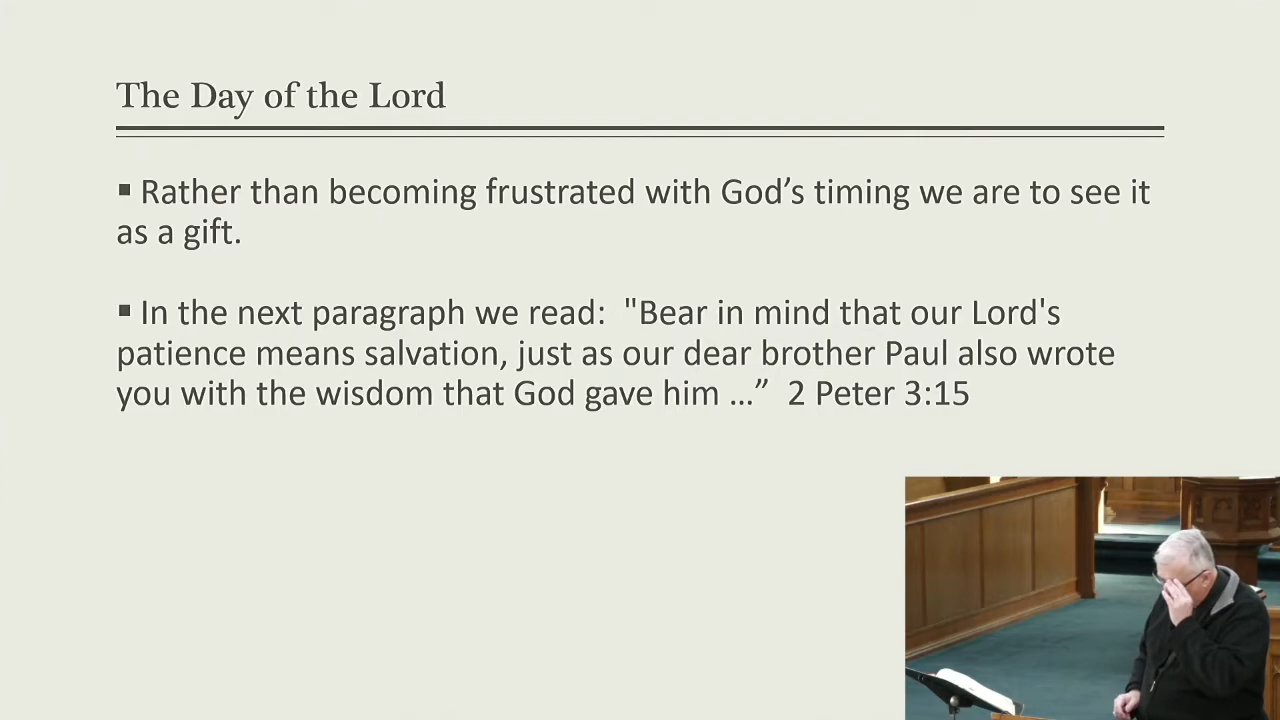 The Day of the Lord
▪ Rather than becoming frustrated with God’s timing we are to see it
as a gift.
▪ In the next paragraph we read:  "Bear in mind that our Lord's
patience means salvation, just as our dear brother Paul also wrote
you with the wisdom that God gave him …”  2 Peter 3:15